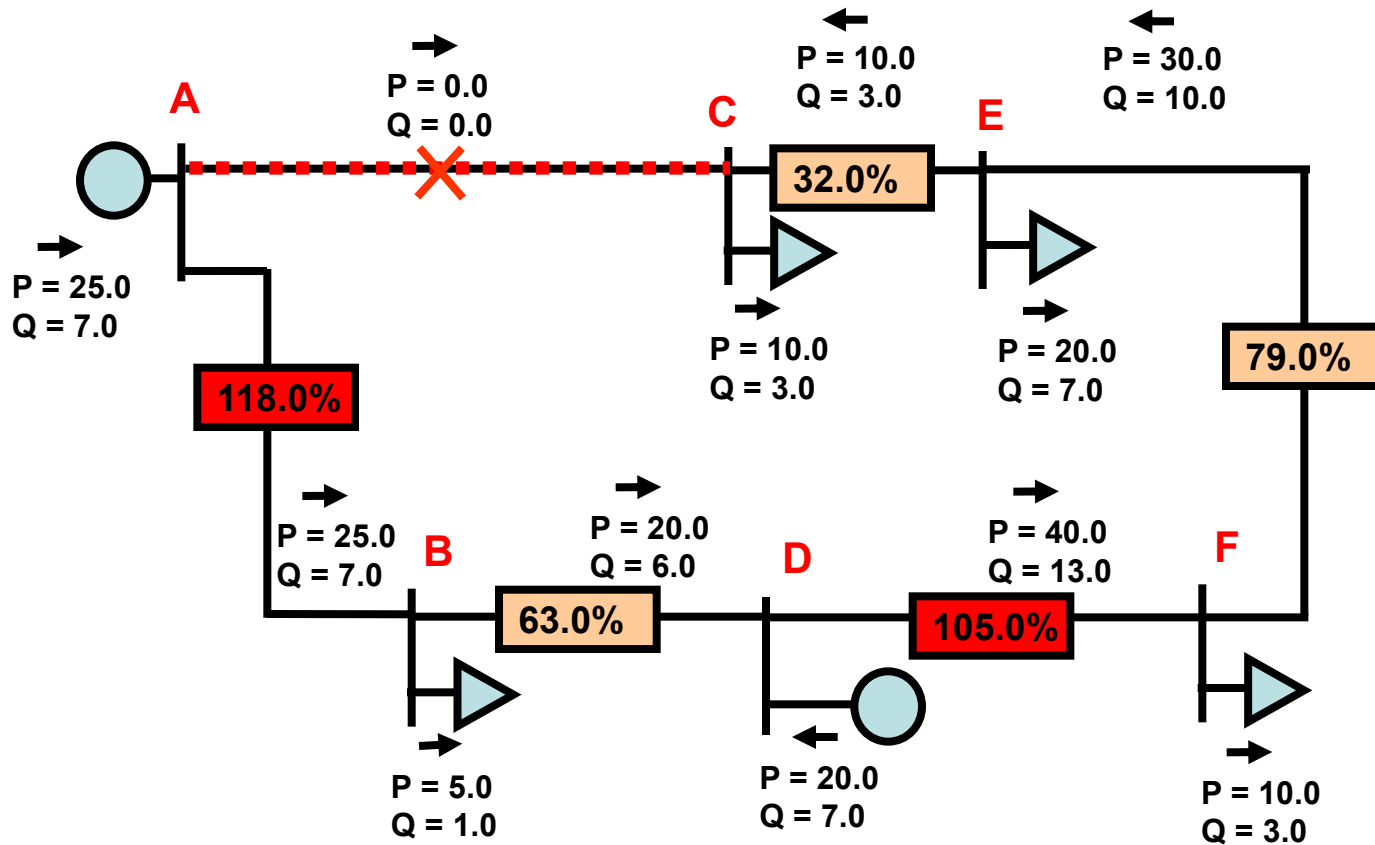 P = 0.0
Q = 0.0
P = 10.0
Q = 3.0
P = 30.0
Q = 10.0
A
C
E
32.0%
P = 25.0
Q = 7.0
P = 10.0
Q = 3.0
P = 20.0
Q = 7.0
79.0%
118.0%
P = 25.0
Q = 7.0
B
P = 20.0
Q = 6.0
D
P = 40.0
Q = 13.0
F
63.0%
105.0%
P = 5.0
Q = 1.0
P = 20.0
Q = 7.0
P = 10.0
Q = 3.0